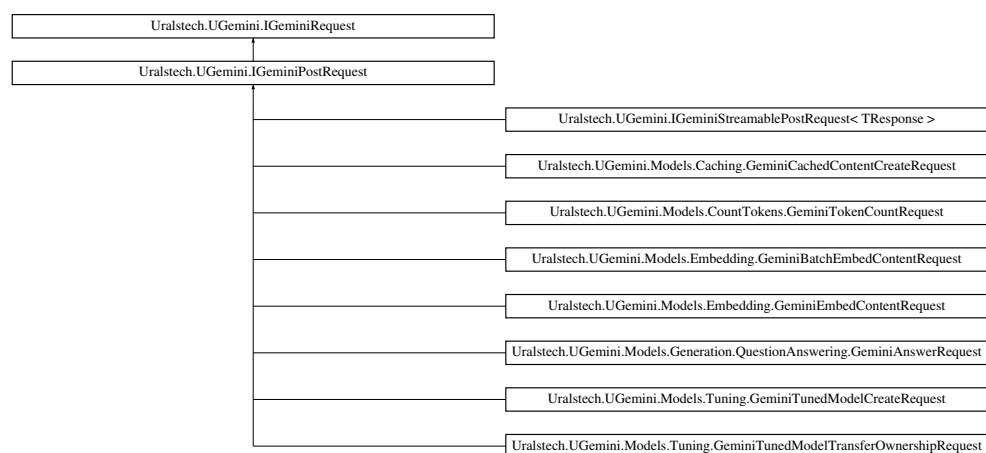 Uralstech.UGemini.IGeminiRequest
Uralstech.UGemini.IGeminiPostRequest
Uralstech.UGemini.IGeminiStreamablePostRequest< TResponse >
Uralstech.UGemini.Models.Caching.GeminiCachedContentCreateRequest
Uralstech.UGemini.Models.CountTokens.GeminiTokenCountRequest
Uralstech.UGemini.Models.Embedding.GeminiBatchEmbedContentRequest
Uralstech.UGemini.Models.Embedding.GeminiEmbedContentRequest
Uralstech.UGemini.Models.Generation.QuestionAnswering.GeminiAnswerRequest
Uralstech.UGemini.Models.Tuning.GeminiTunedModelCreateRequest
Uralstech.UGemini.Models.Tuning.GeminiTunedModelTransferOwnershipRequest